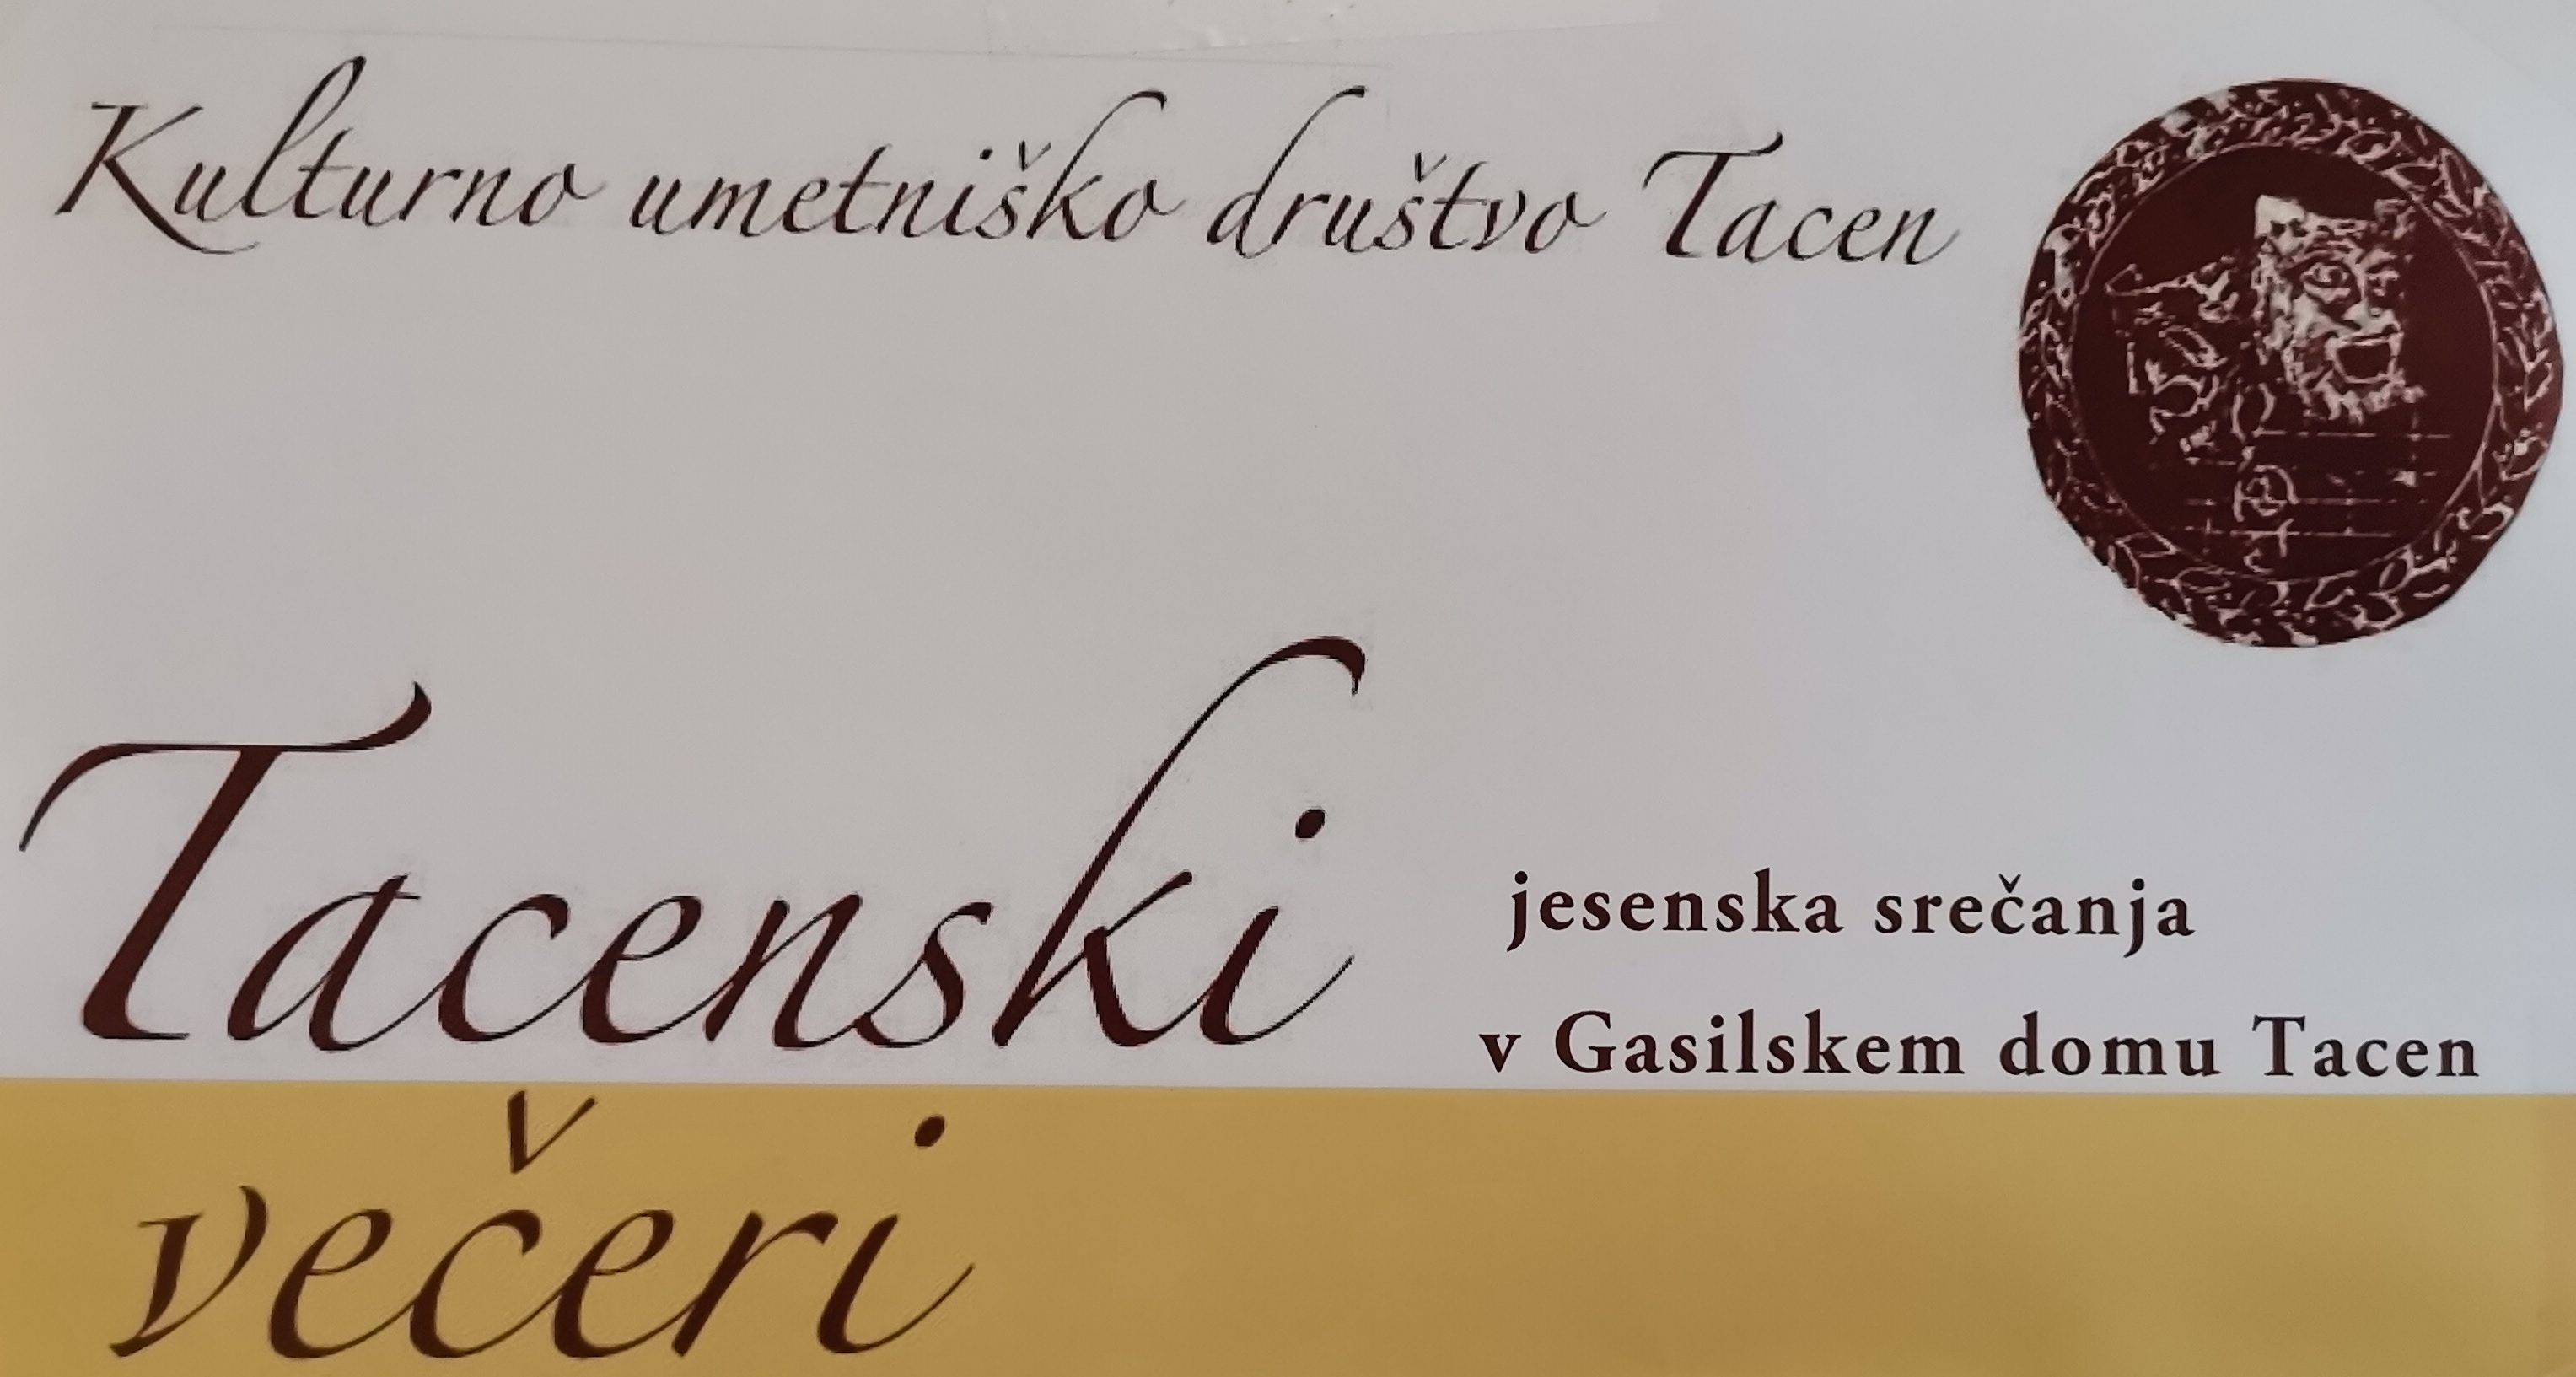 Kulturno umetniško društvo Tacen
Tacenski
večeri
jesenska srečanja
v Gasilskem domu Tacen